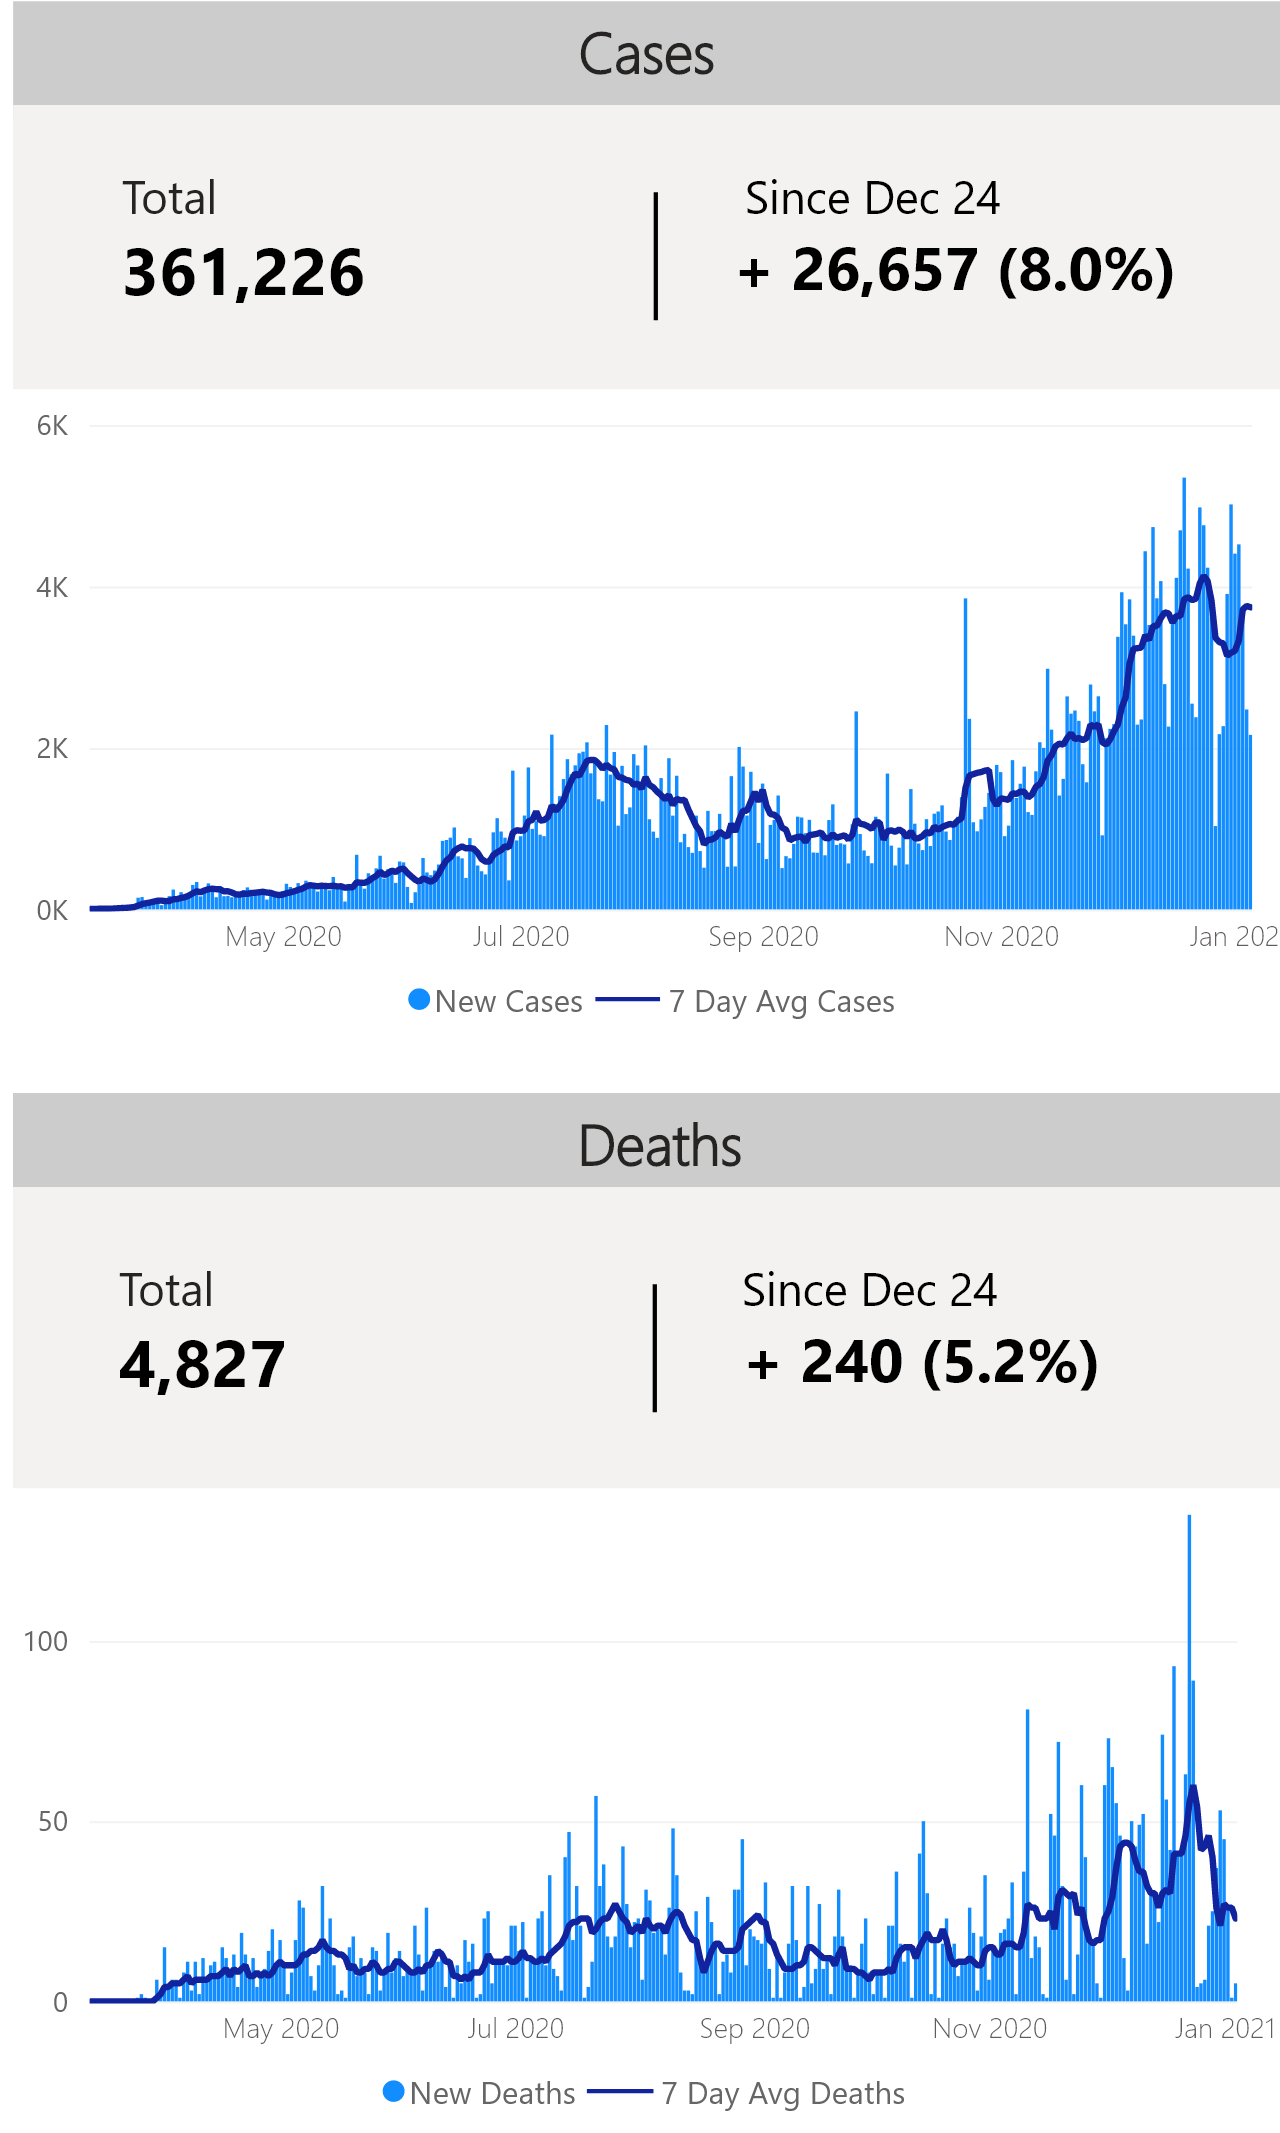 Cases
Total
Since Dec 24
361,226
+ 26,657 (8.0%)
6K
4K
2K
0K
May 2020
Jul 2020
Sep 2020
Nov 2020
Jan 202
New Cases
7 Day Avg Cases
Deaths
Total
Since Dec 24
4,827
+ 240 (5.2%)
100
50
0
May 2020
Jul 2020
Sep 2020
Nov 2020
Jan 2021
New Deaths
7 Day Avg Deaths